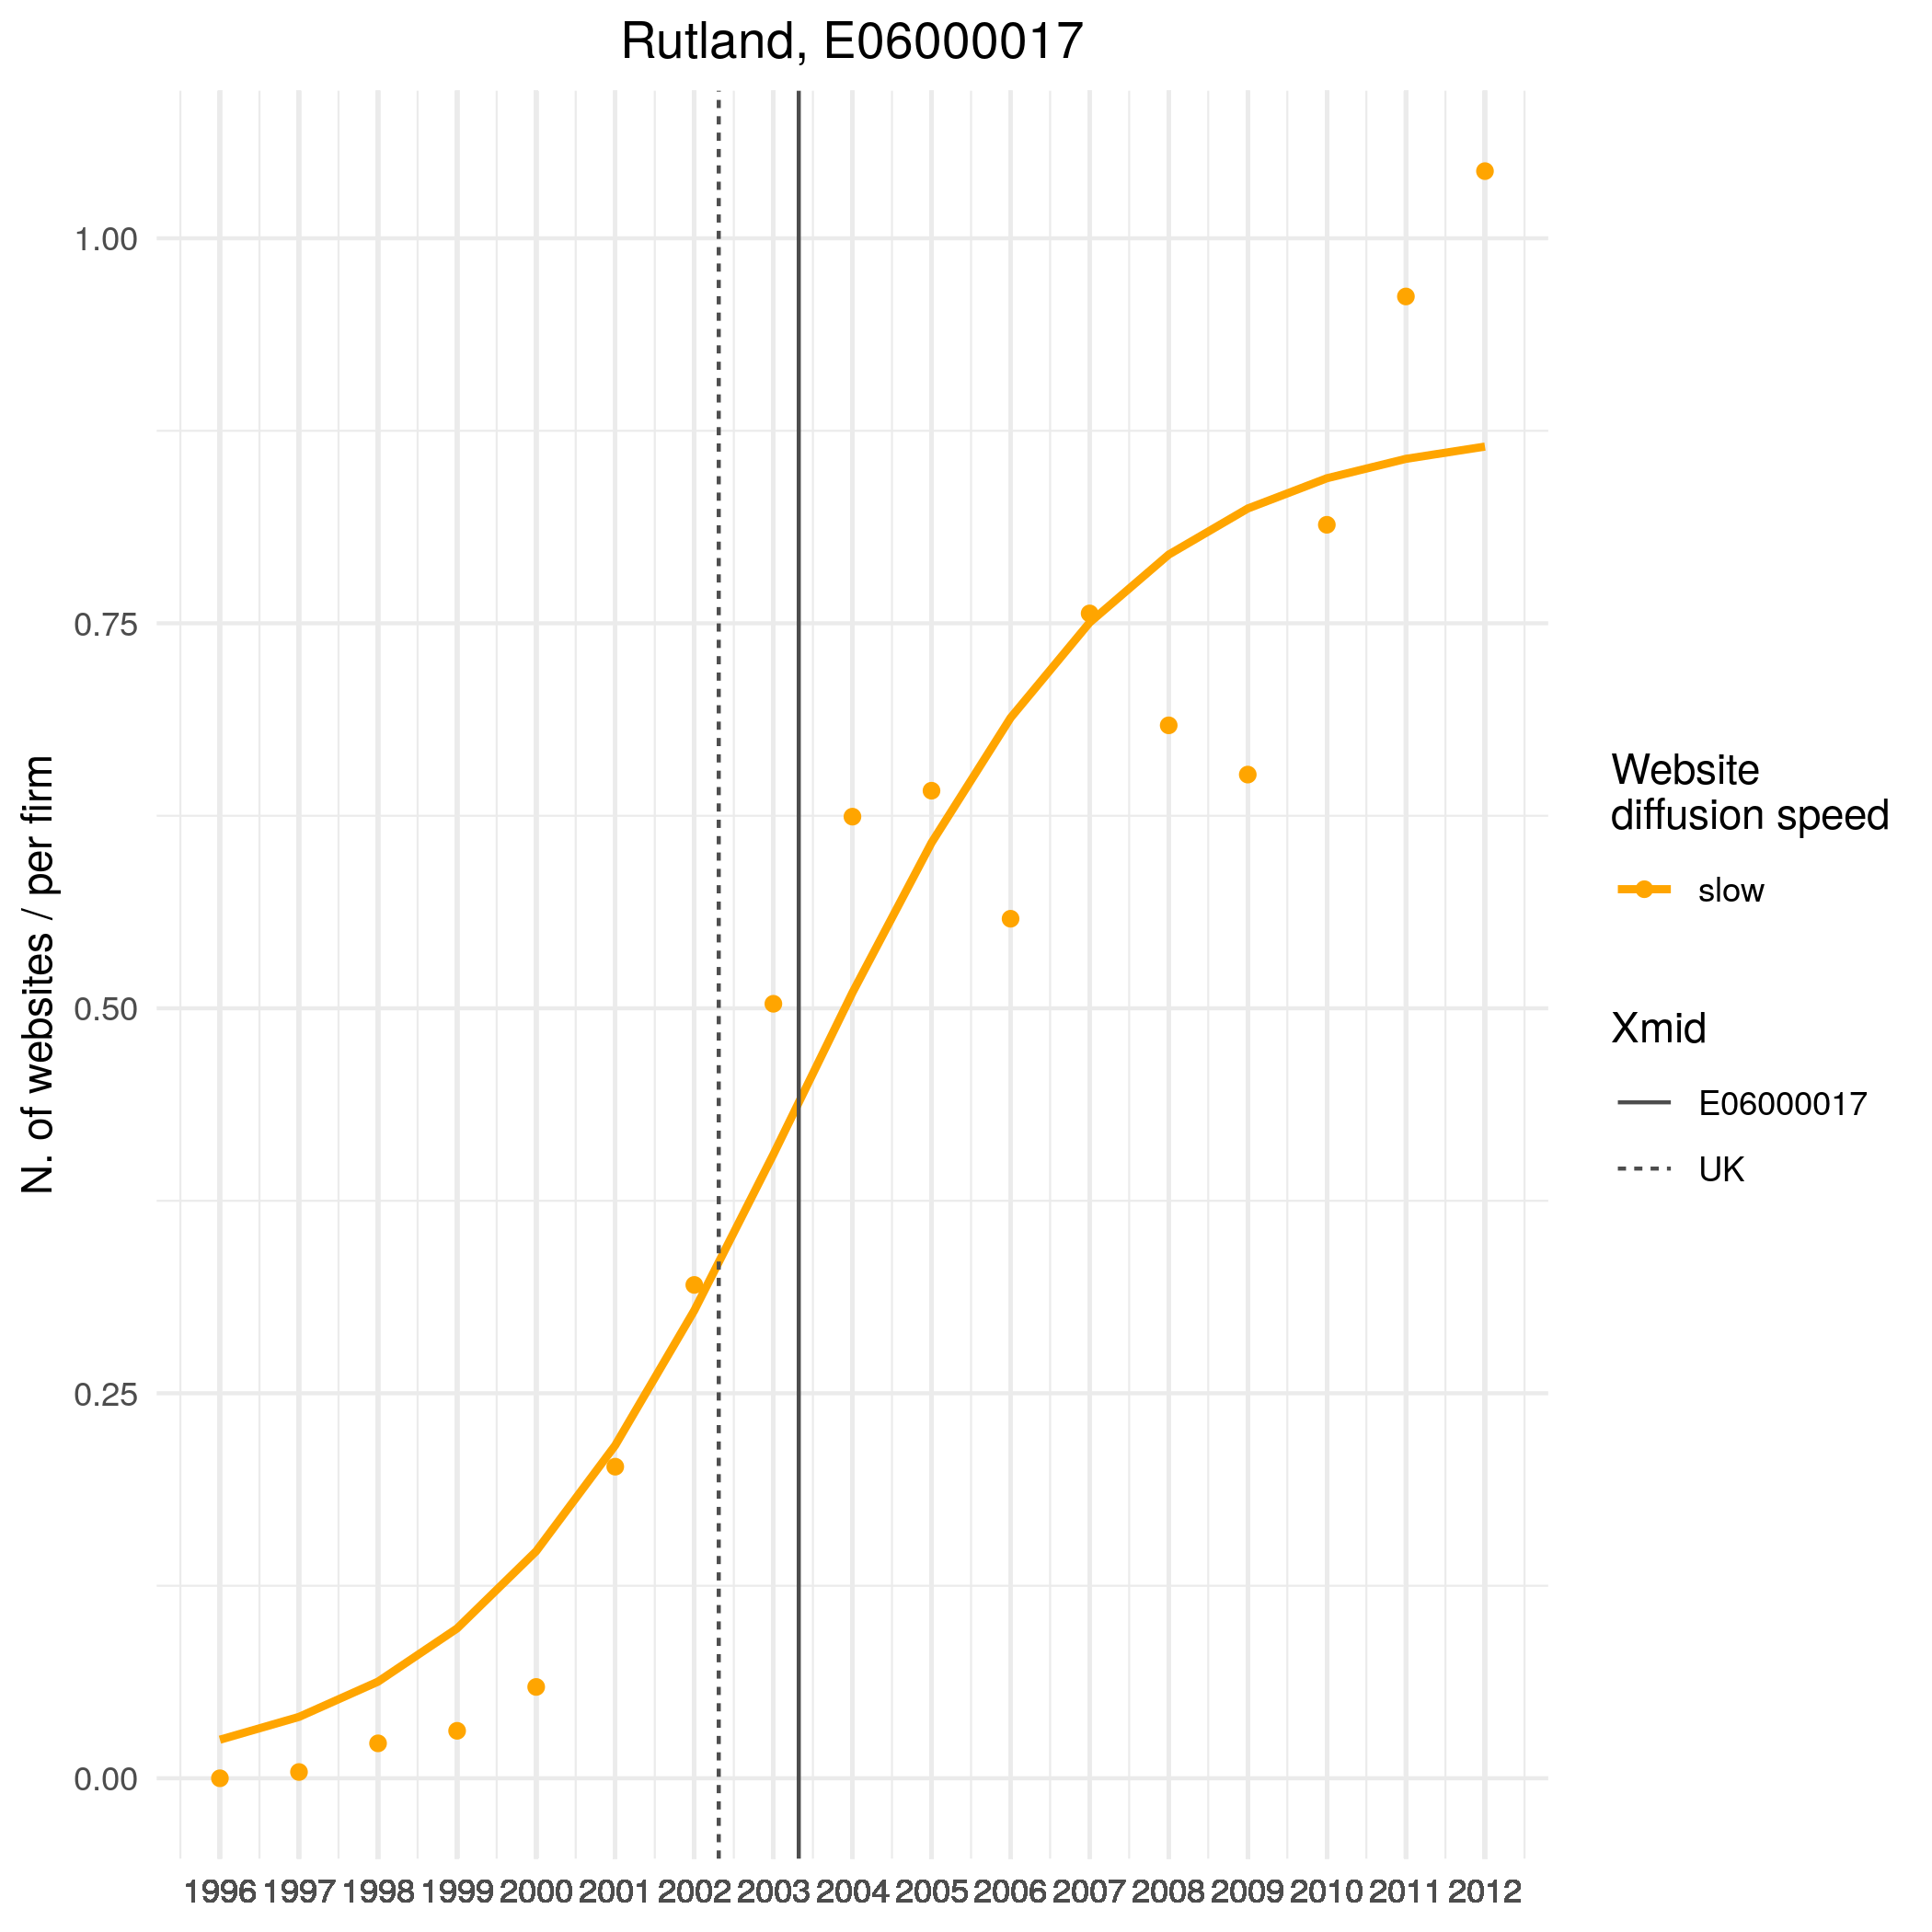 Rutland, E06000017
N. of websites / per firm
1.00
0.75
0.50
0.25
0.00
1996 1997 1998 1999 2000 2001 2002 2003 2004 2005 2006 2007 2008 2009 2010 2011 2012
Website
diffusion speed
slow
Xmid
E06000017
UK